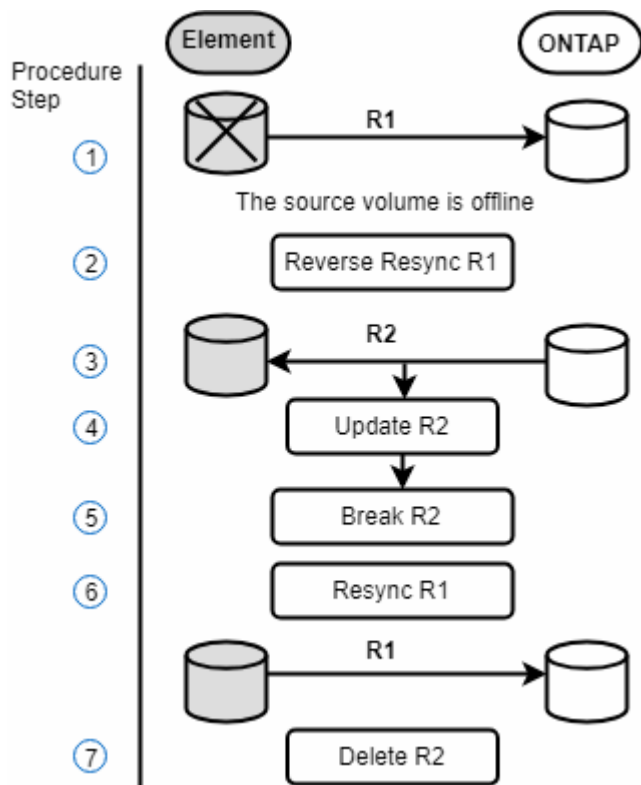 Element
ONTAP
Procedure
Step
R1
1
The source volume is offline
2
Reverse Resync R1
R2
3
4
Update R2
5
Break R2
6
Resync R1
R1
7
Delete R2